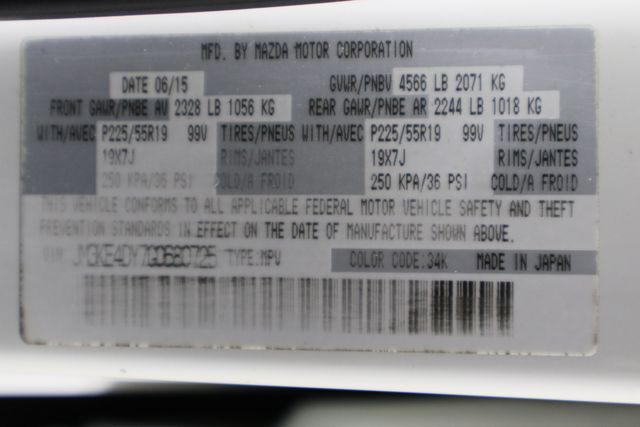 MFD. BY MAZDA MOTOR CORPORATION
DATE 06/15 GVWR/PNBV 4566 LB 2071 KG
FRONT GAWR/PNBE AV 2328 LB 1056 KG REAR GAWR/PNBE AR 2244 LB 1018 KG
WITH/AVEC P225/55R19 99V TIRES/PNEUS WITH/AVEC P225/55R19 99V TIRES/PNEUS
19X7J RIMS/JANTES 19X7J RIMS/JANTES
250 KPA/36 PSI COLD/A FROID 250 KPA/36 PSI COLD/A FROID
THIS VEHICLE CONFORMS TO ALL APPLICABLE FEDERAL MOTOR VEHICLE SAFETY AND THEFT
PREVENTION STANDARDS IN EFFECT ON THE DATE OF MANUFACTURE SHOWN ABOVE.
VIN: TYPE:MPV COLOR CODE:34K MADE IN JAPAN